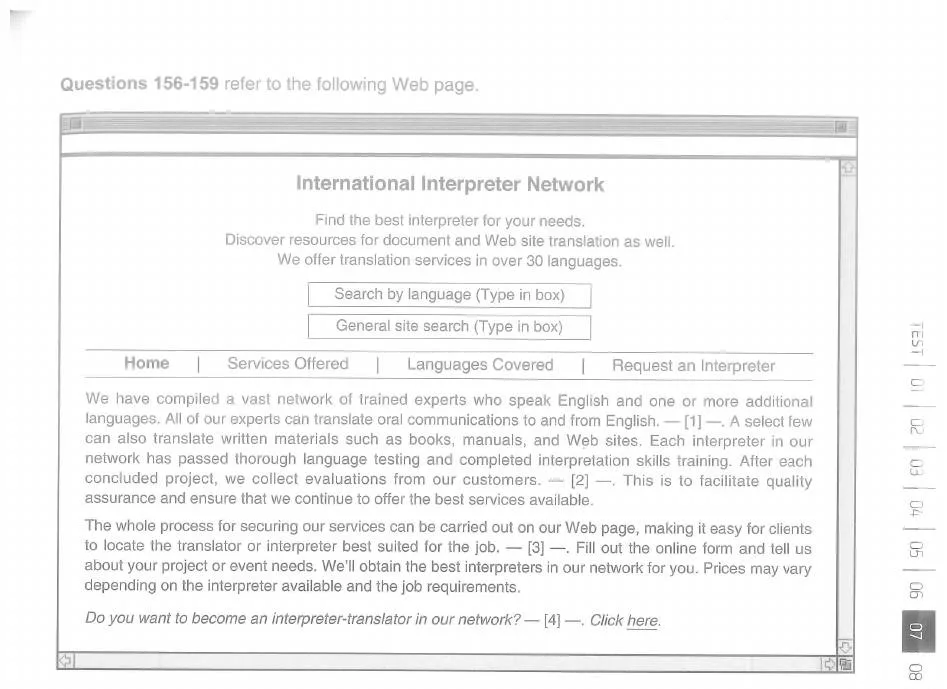 Questions 156-159 refer to the following Web page.
International Interpreter Network
Find the best interpreter for your needs.
Discover resources for document and Web site translation as well.
We offer translation services in over 30 languages.
Search by language (Type in box)
General site search (Type in box)
Home | Services Offered | Languages Covered | Request an Interpreter
We have compiled a vast network of trained experts who speak English and one or more additional
languages. All of our experts can translate oral communications to and from English. — [1] —. A select few
can also translate written materials such as books, manuals, and Web sites. Each interpreter in our
network has passed thorough language testing and completed interpretation skills training. After each
concluded project, we collect evaluations from our customers. — [2] —. This is to facilitate quality
assurance and ensure that we continue to offer the best services available.
The whole process for securing our services can be carried out on our Web page, making it easy for clients
to locate the translator or interpreter best suited for the job. — [3] —. Fill out the online form and tell us
about your project or event needs. We'll obtain the best interpreters in our network for you. Prices may vary
depending on the interpreter available and the job requirements.
Do you want to become an interpreter-translator in our network? — [4] —. Click here.
TEST
01
02
03
04
05
06
07
08